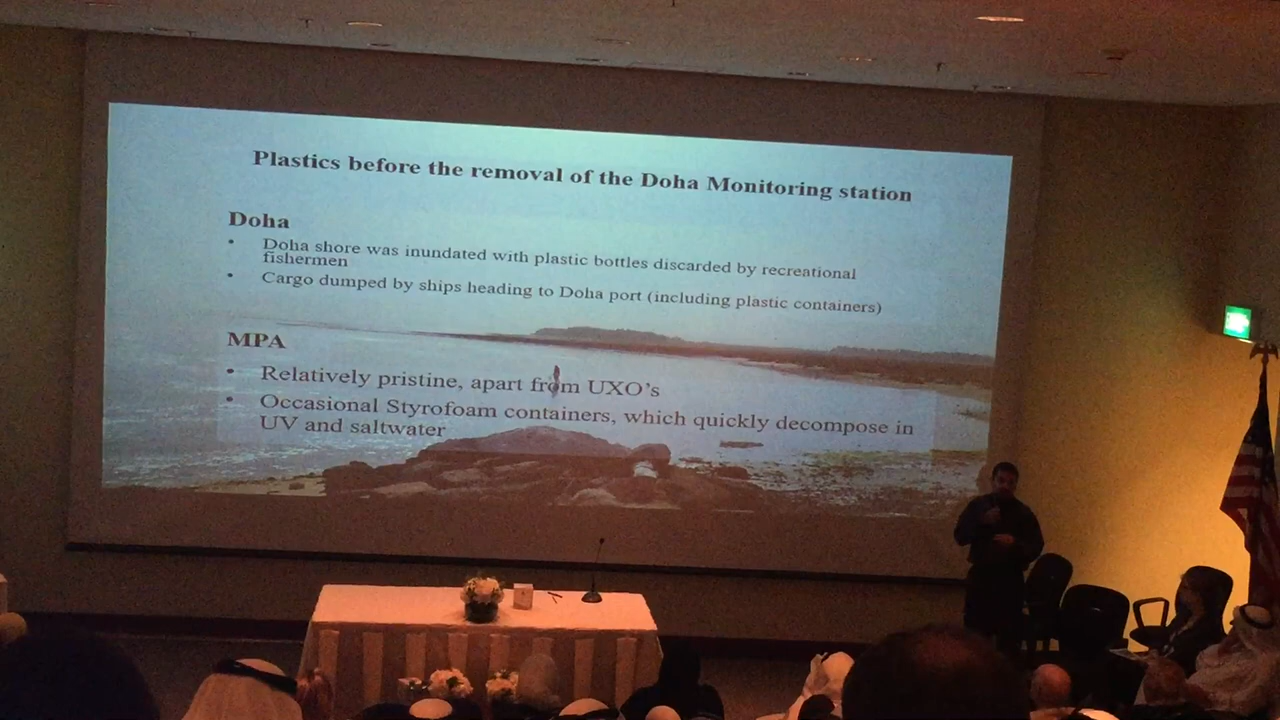 Plastics before the removal of the Doha Monitoring station
Doha
• Doha shore was inundated with plastic bottles discarded by recreational
fishermen
• Cargo dumped by ships heading to Doha port (including plastic containers)
MPA
• Relatively pristine, apart from UXO's
• Occasional Styrofoam containers, which quickly decompose in
UV and saltwater